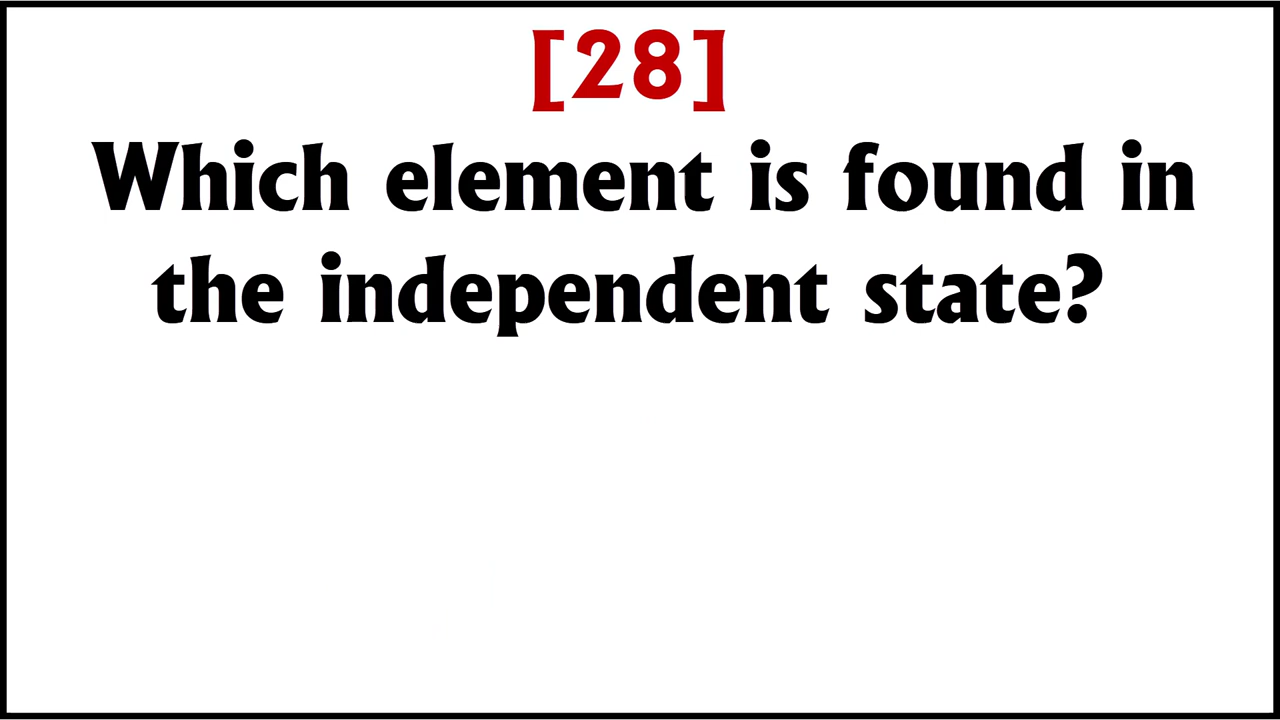 [28]
Which element is found in
the independent state?